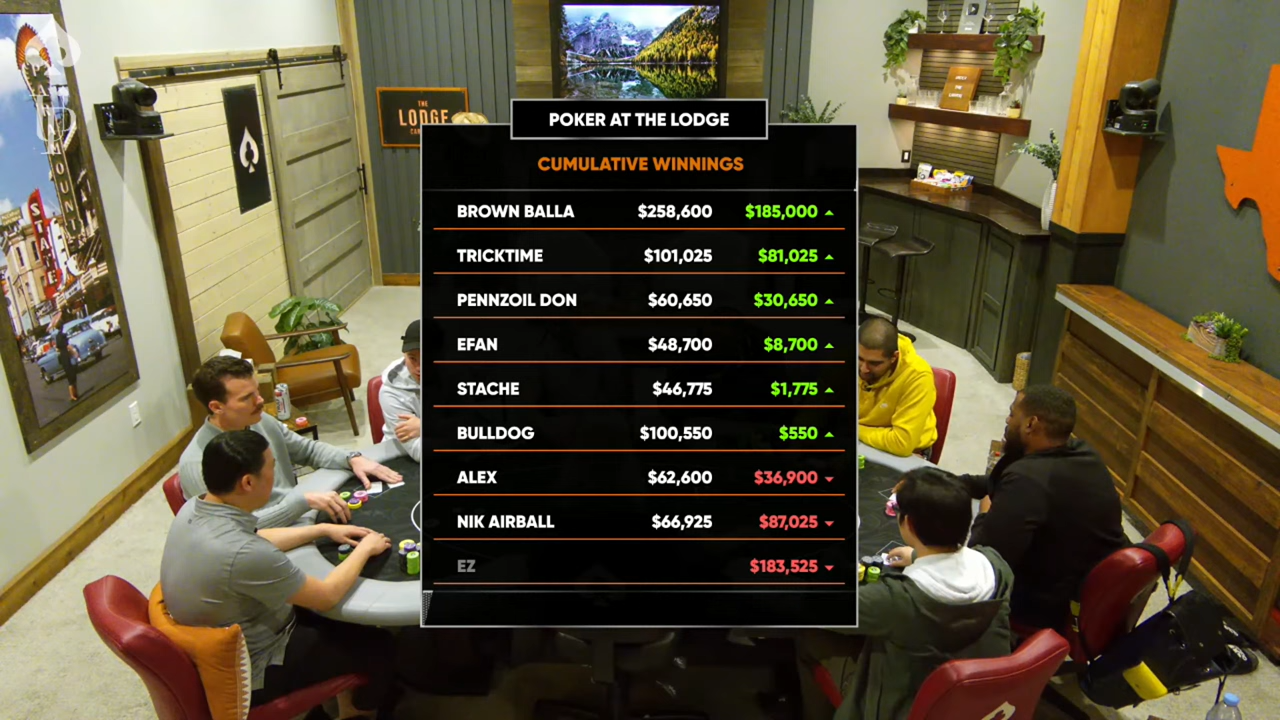 THE
LODGE
POKER AT THE LODGE
CUMULATIVE WINNINGS
BROWN BALLA $258,600 $185,000
TRICKTIME $101,025 $81,025
PENNZOIL DON $60,650 $30,650
EFAN $48,700 $8,700
STACHE $46,775 $1,775
BULLDOG $100,550 $550
ALEX $62,600 $36,900
NIK AIRBALL $66,925 $87,025
EZ $183,525
STATE